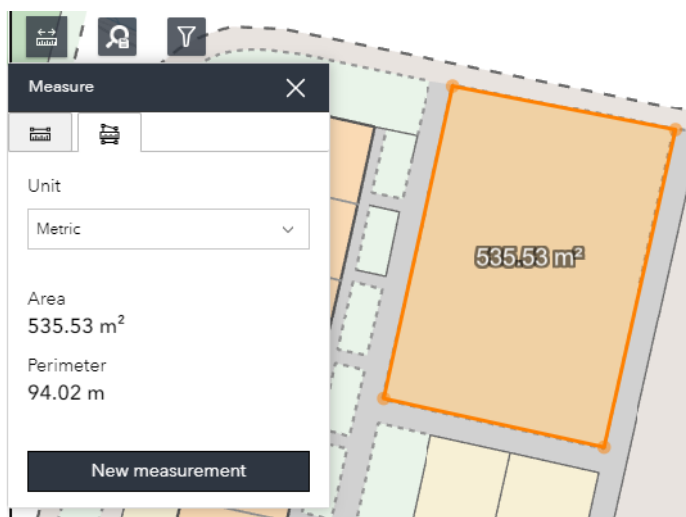 Measure
Unit
Metric
Area
535.53 m²
Perimeter
94.02 m
New measurement
535.53 m²